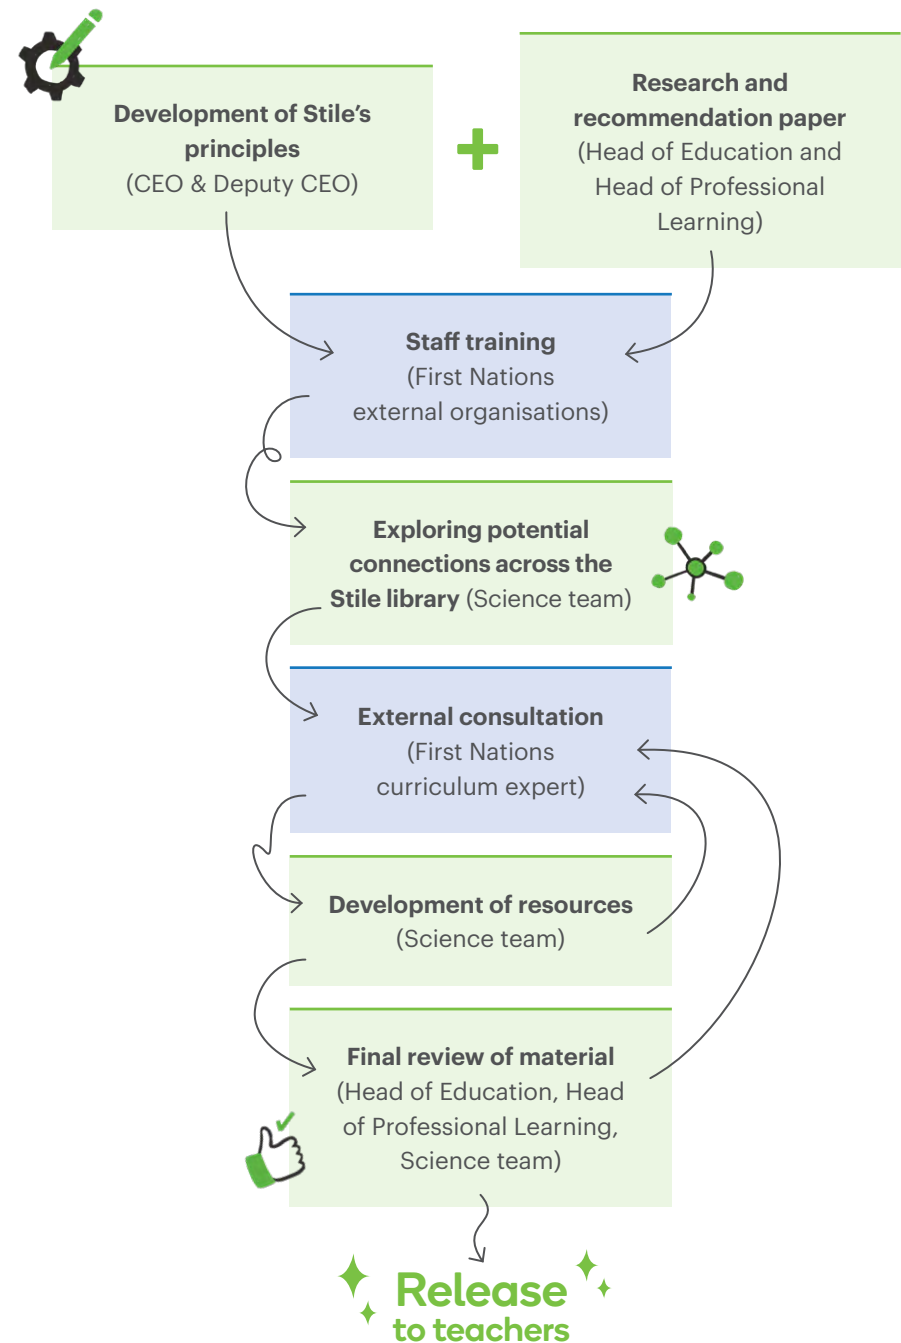 Development of Stile's
principles
(CEO & Deputy CEO)
+
Research and
recommendation paper
(Head of Education and
Head of Professional
Learning)
Staff training
(First Nations
external organisations)
Exploring potential
connections across the
Stile library (Science team)
External consultation
(First Nations
curriculum expert)
Development of resources
(Science team)
Final review of material
(Head of Education, Head
of Professional Learning,
Science team)
Release
to teachers